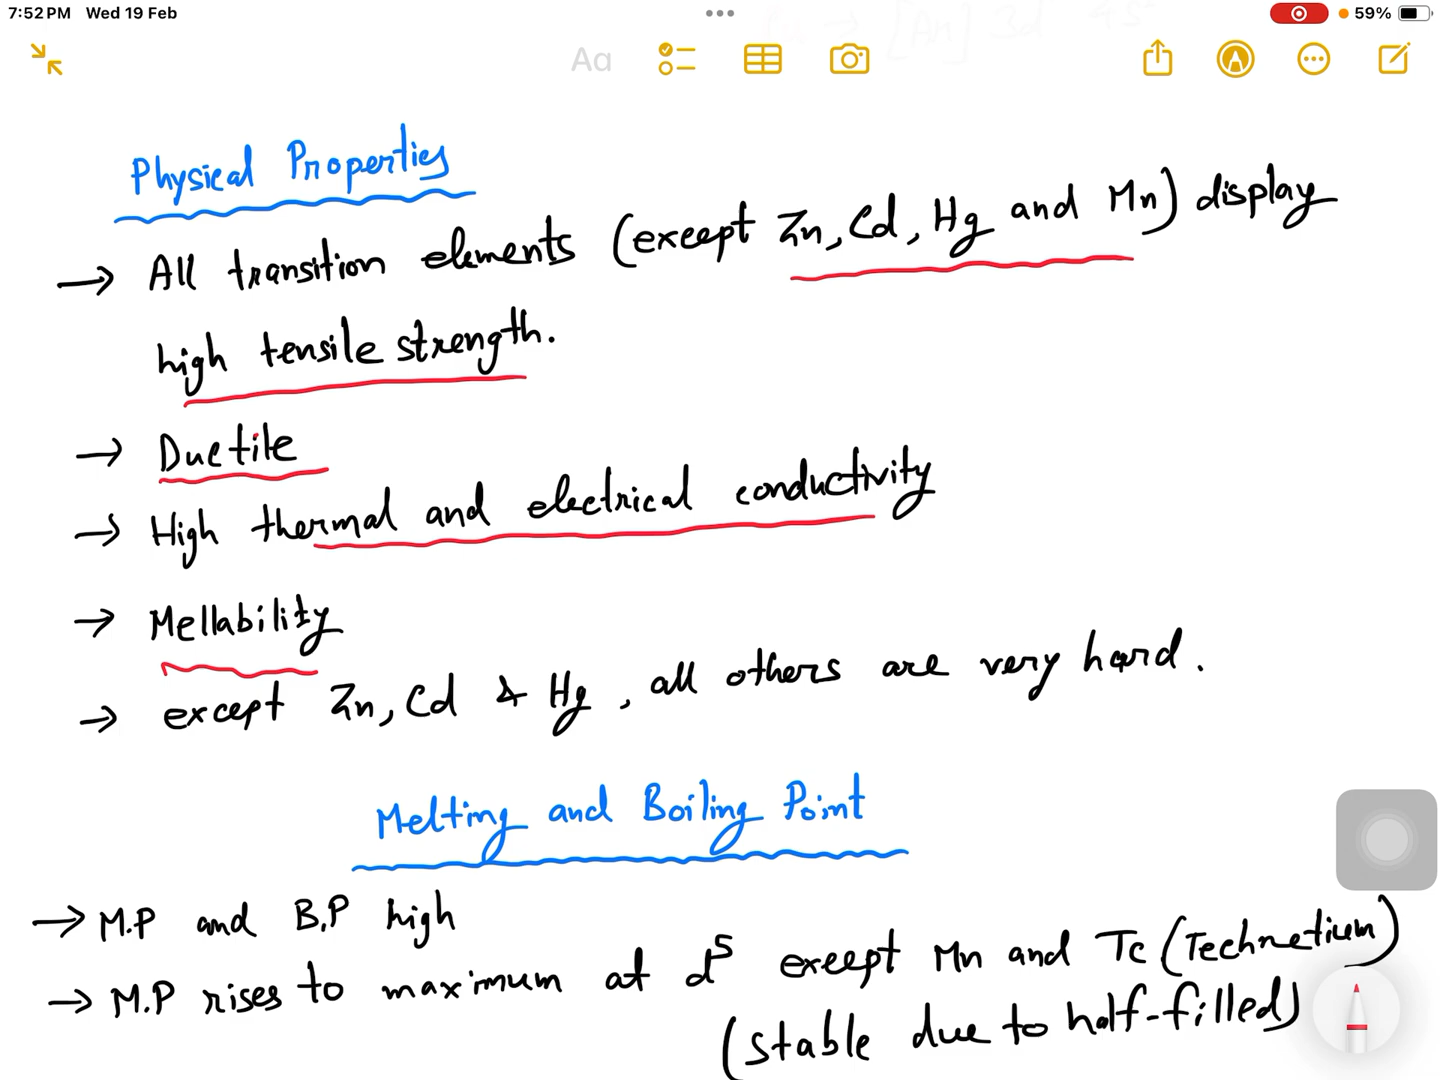 7:52 PM Wed 19 Feb
59%
Aa
Physical Properties
→ All transition elements (except Zn, Cd, Hg and Mn) display
high tensile strength.
→ Ductile
→ High thermal and electrical conductivity
→ Mellability
→ except Zn, Cd & Hg, all others are very hard.
Melting and Boiling Point
→ M.P and B.P high
→ M.P rises to maximum at d⁵ except Mn and Tc (Technetium)
(stable due to half-filled)